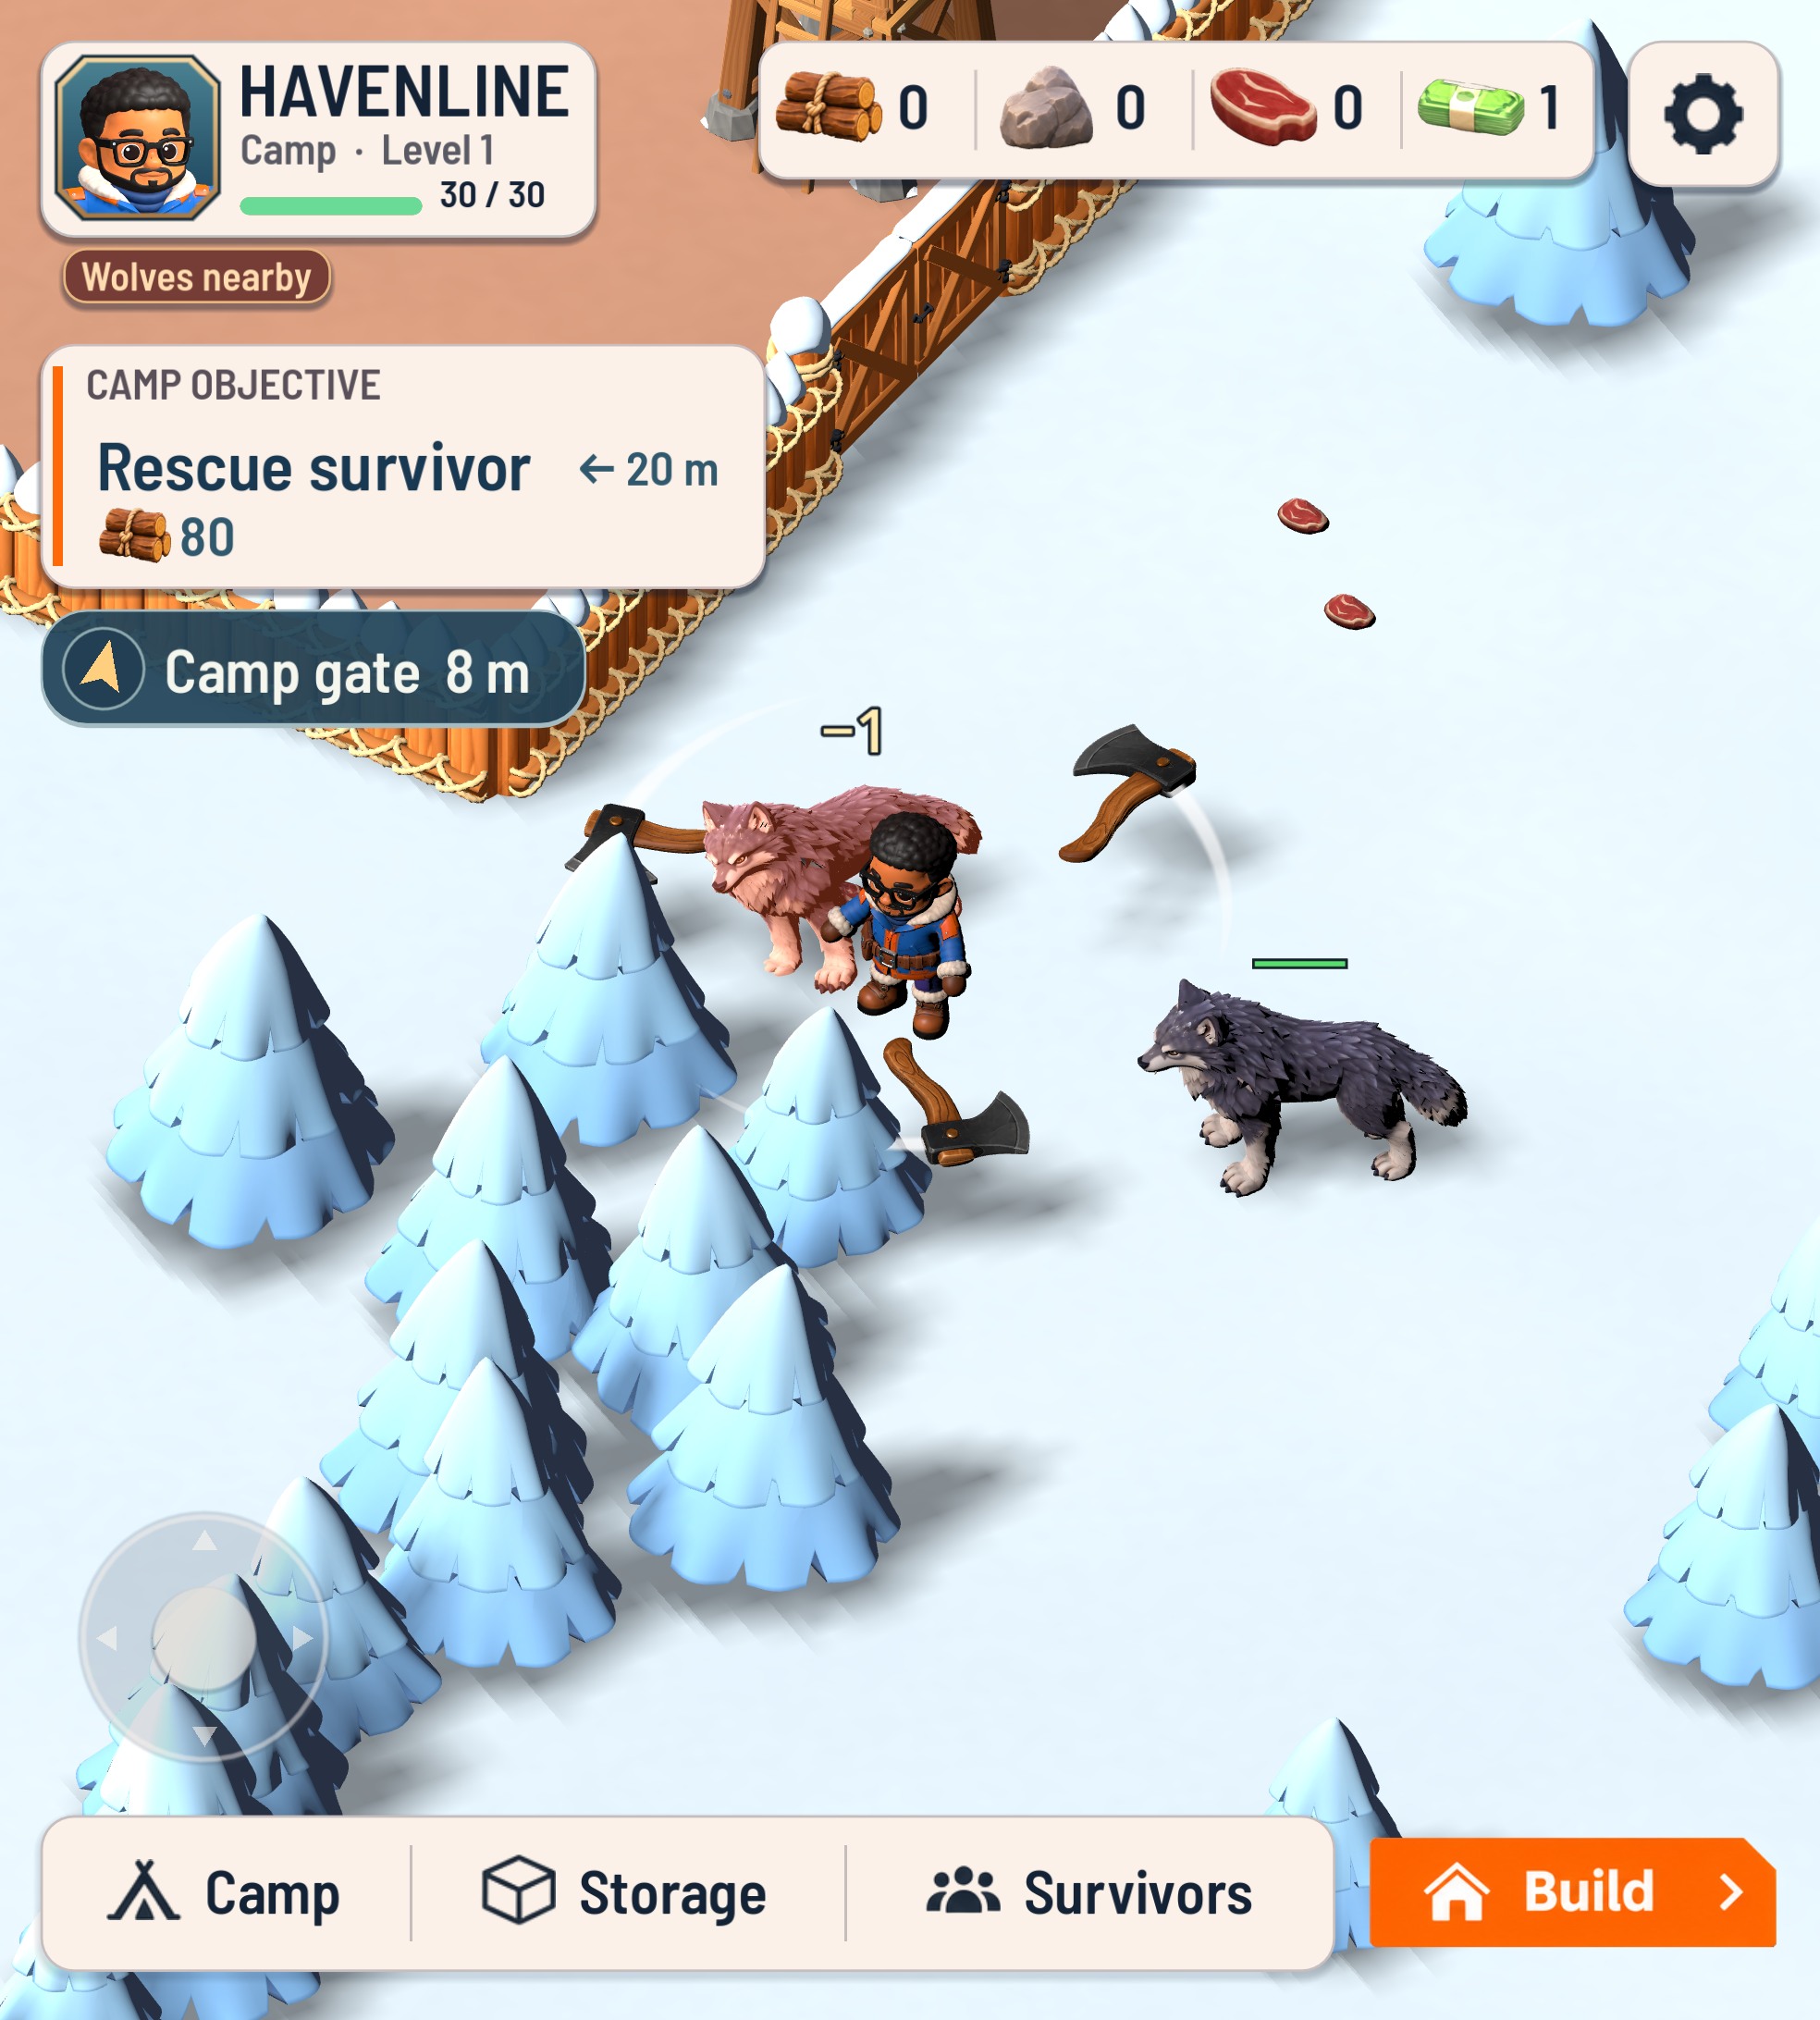 HAVENLINE
Camp · Level 1
30 / 30
0
0
0
1
Wolves nearby
CAMP OBJECTIVE
Rescue survivor ← 20 m
80
Camp gate 8 m
−1
Camp
Storage
Survivors
Build